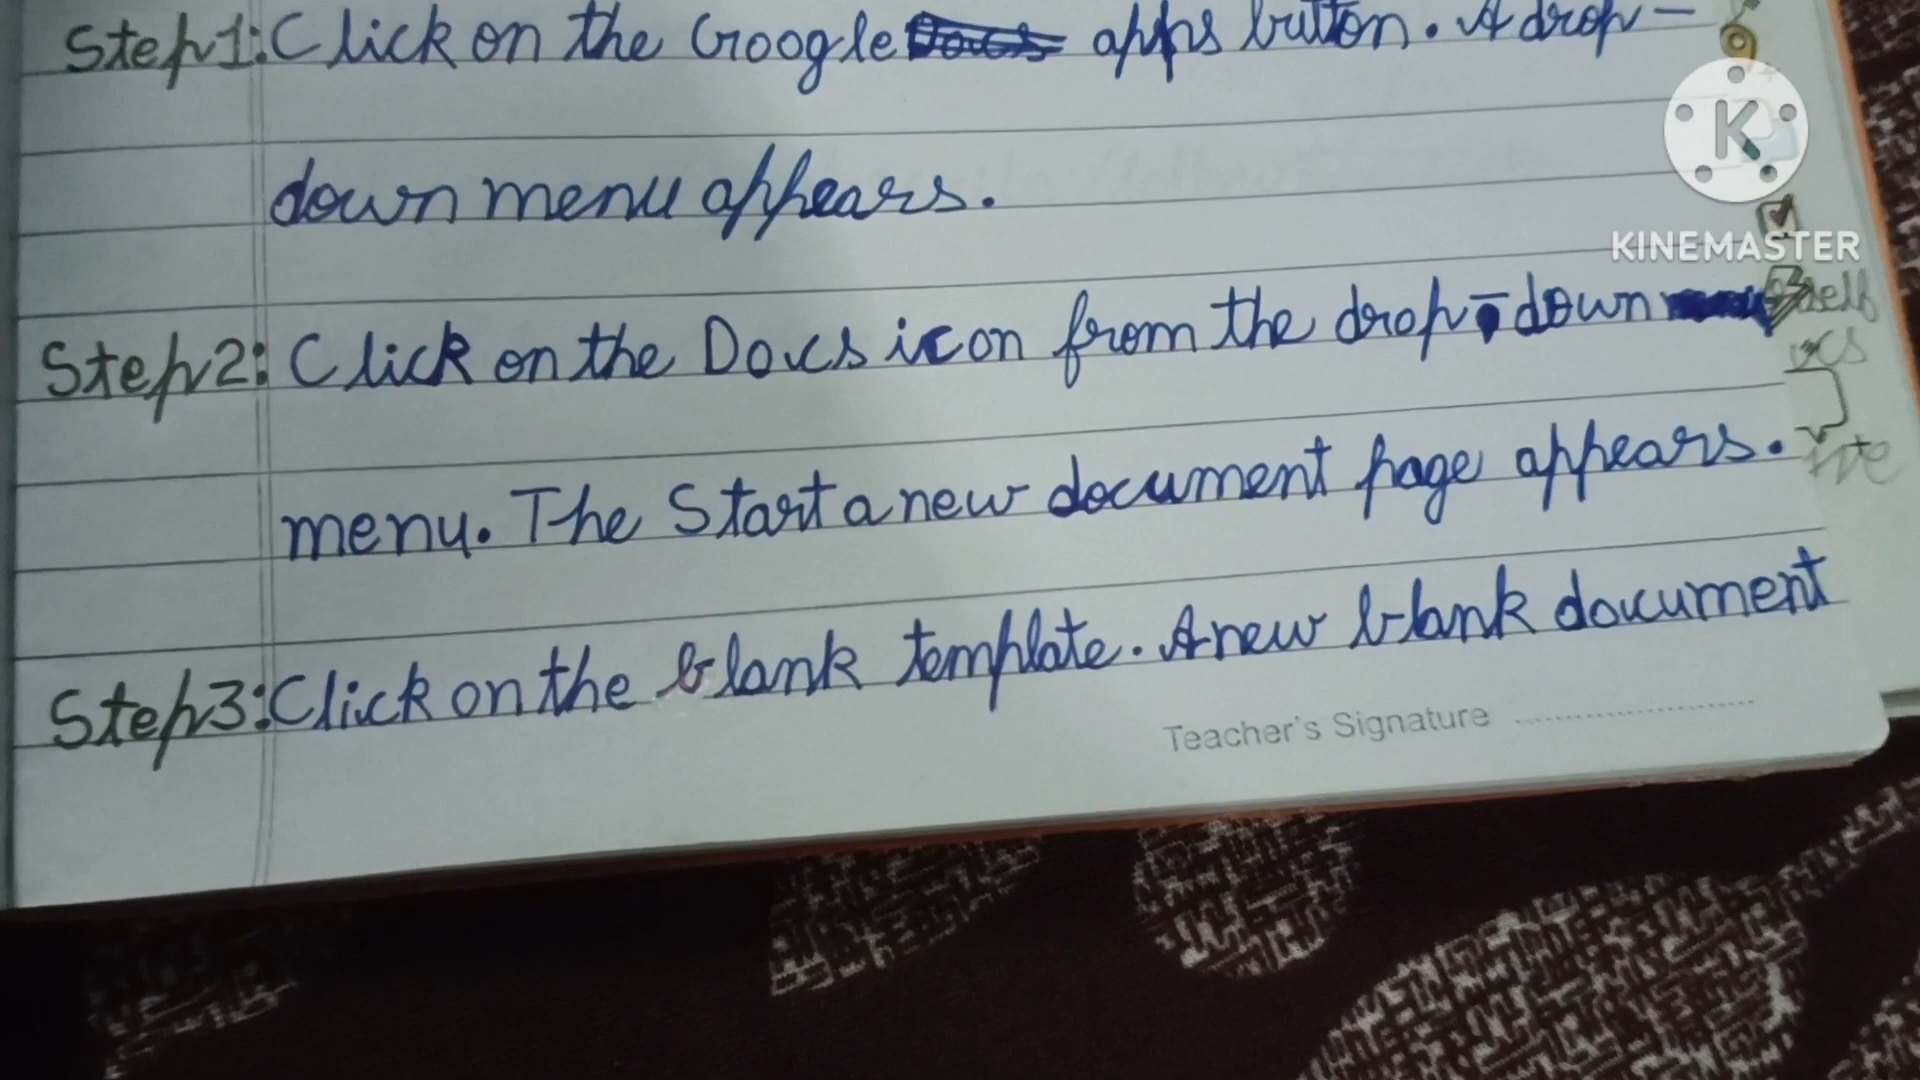 Step1: Click on the Google apps button. A drop-
down menu appears.
KINEMASTER
Step2: Click on the Docs icon from the drop-down
menu. The Start a new document page appears.
Step3: Click on the blank template. A new blank document
Teacher's Signature